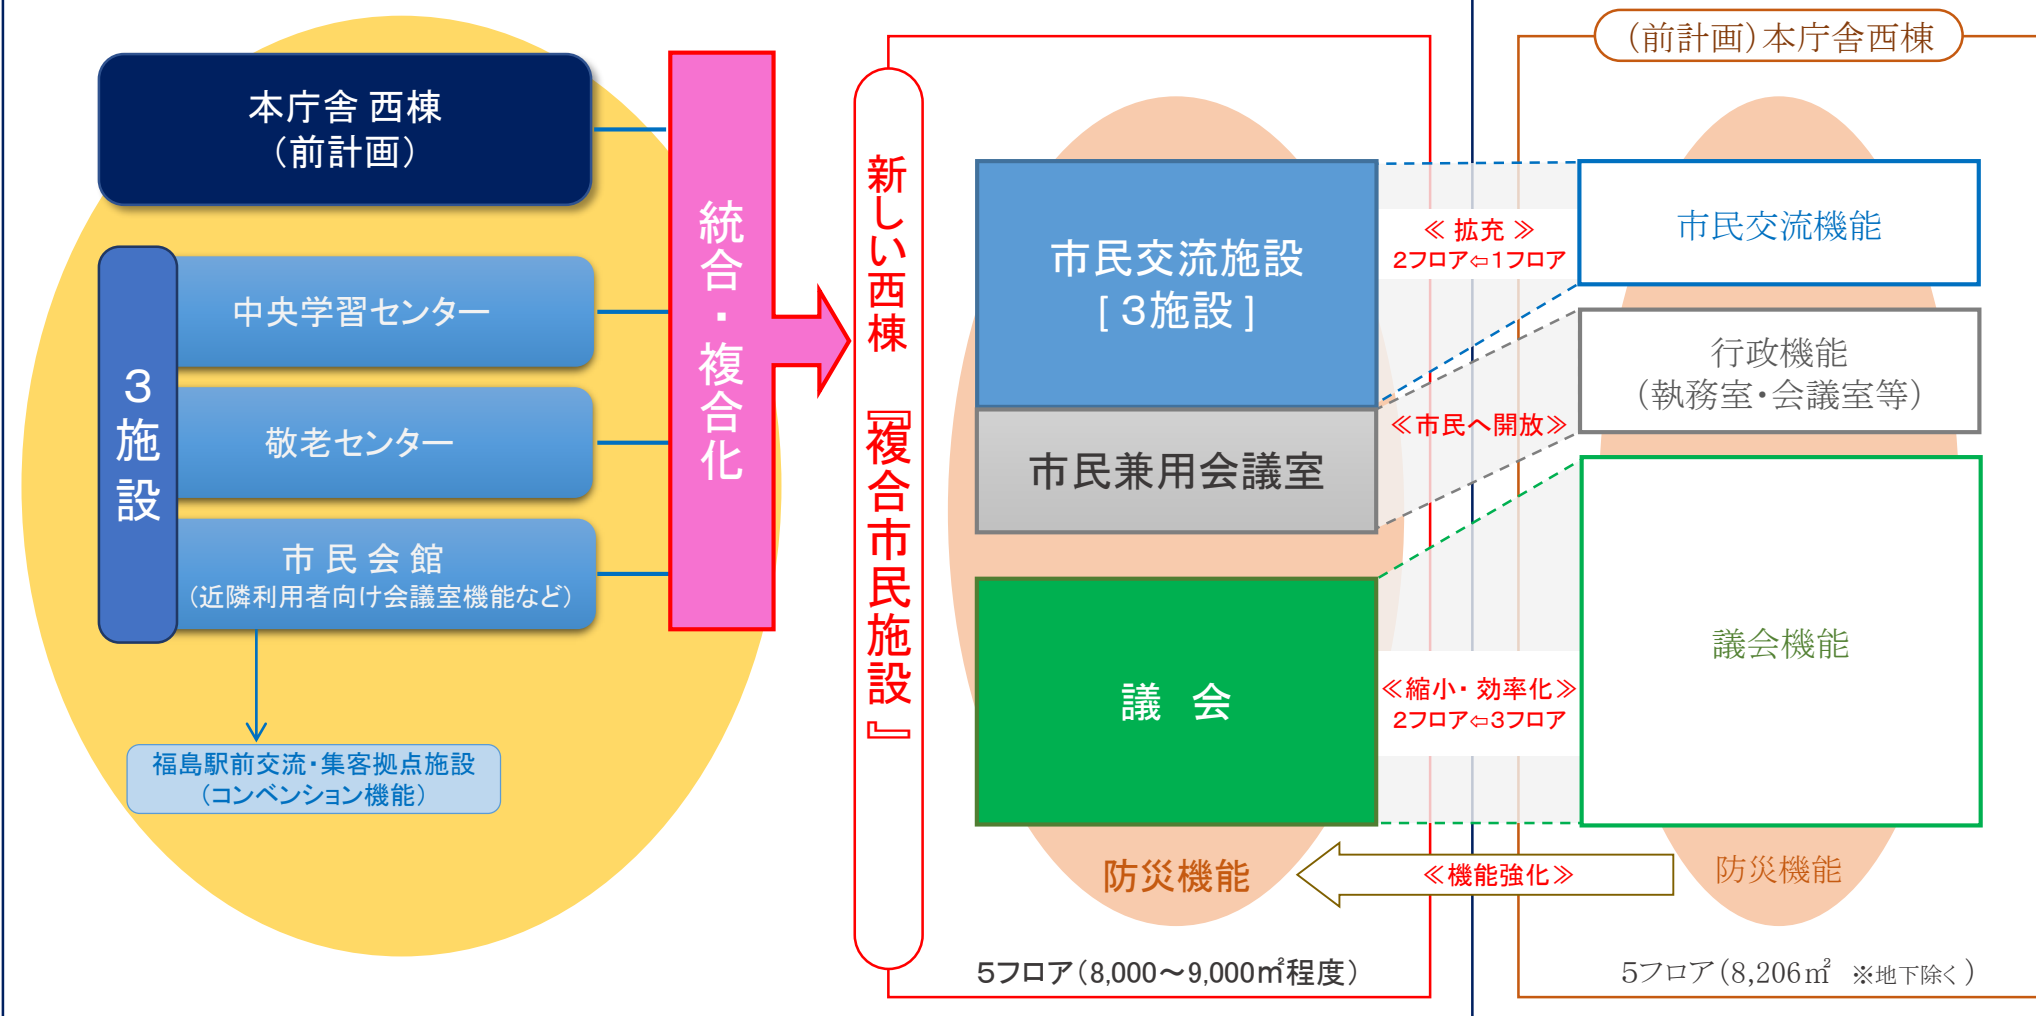 本庁舎 西棟
（前計画）
３施設
中央学習センター
敬老センター
市 民 会 館
（近隣利用者向け会議室機能など）
福島駅前交流・集客拠点施設
（コンベンション機能）
統合・複合化
新しい西棟 『複合市民施設』
市民交流施設
［３施設］
市民兼用会議室
議 会
防災機能
５フロア（8,000～9,000㎡程度）
≪ 拡充 ≫
２フロア⇦１フロア
≪市民へ開放≫
≪縮小・効率化≫
２フロア⇦３フロア
≪機能強化≫
（前計画）本庁舎西棟
市民交流機能
行政機能
（執務室・会議室等）
議会機能
防災機能
５フロア（8,206㎡ ※地下除く）